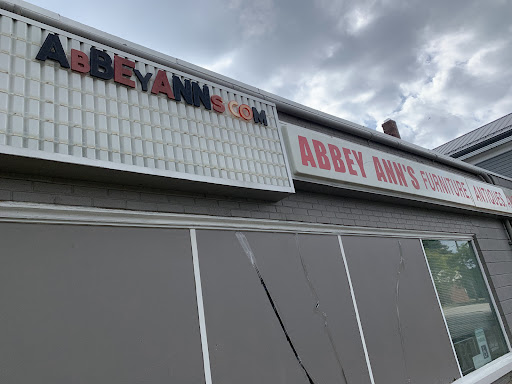 ABBEYANNS COM
ABBEY ANN'S FURNITURE / ANTIQUES